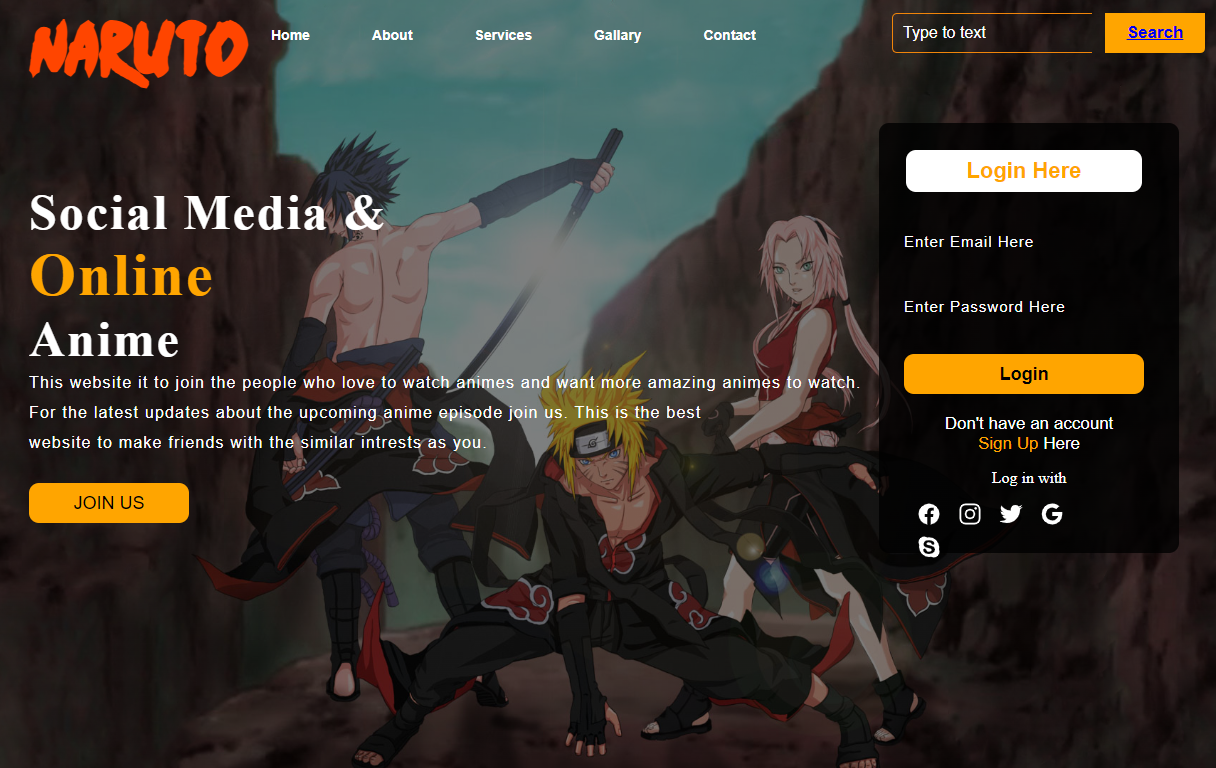 NARUTO
Home About Services Gallary Contact
Type to text Search
Social Media &
Online
Anime
This website it to join the people who love to watch animes and want more amazing animes to watch.
For the latest updates about the upcoming anime episode join us. This is the best
website to make friends with the similar intrests as you.
JOIN US
Login Here
Enter Email Here
Enter Password Here
Login
Don't have an account
Sign Up Here
Log in with